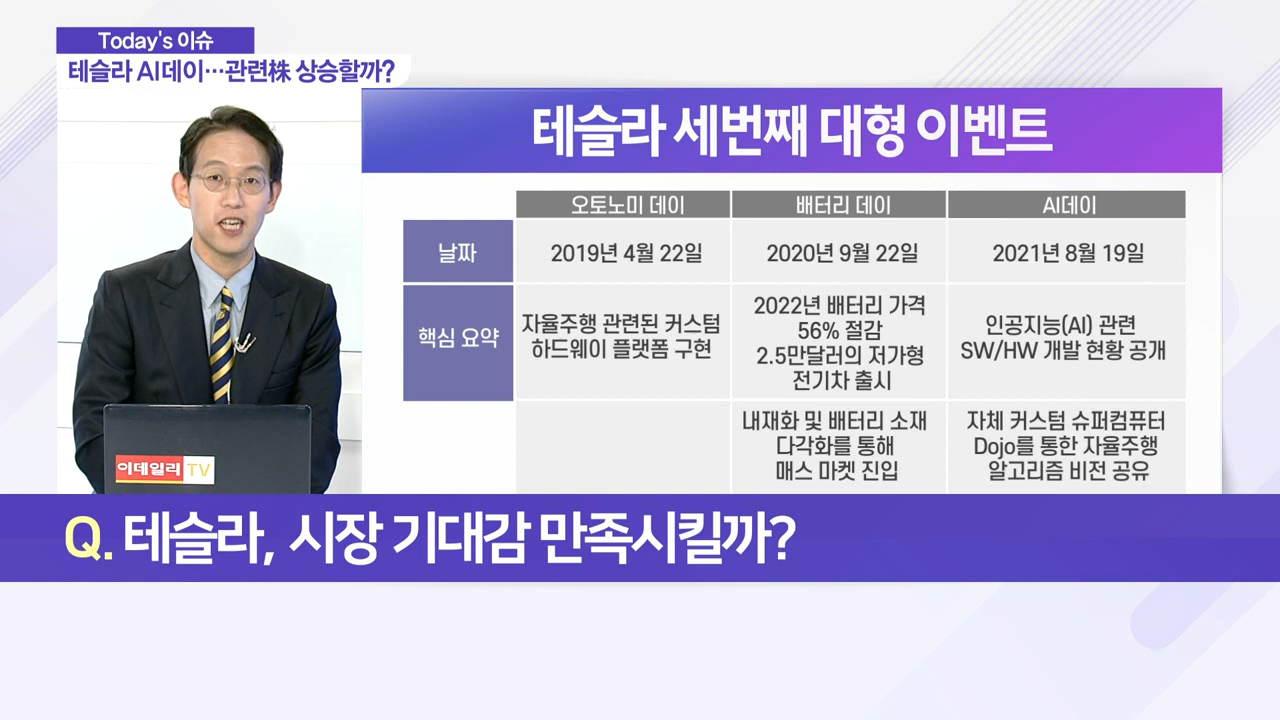 Today's 이슈
테슬라 AI데이…관련株 상승할까?
테슬라 세번째 대형 이벤트
오토노미 데이 배터리 데이 AI데이
날짜 2019년 4월 22일 2020년 9월 22일 2021년 8월 19일
핵심 요약
자율주행 관련된 커스텀
하드웨이 플랫폼 구현
2022년 배터리 가격
56% 절감
2.5만달러의 저가형
전기차 출시
인공지능(AI) 관련
SW/HW 개발 현황 공개
내재화 및 배터리 소재
다각화를 통해
매스 마켓 진입
자체 커스텀 슈퍼컴퓨터
Dojo를 통한 자율주행
알고리즘 비전 공유
이데일리 TV
Q. 테슬라, 시장 기대감 만족시킬까?